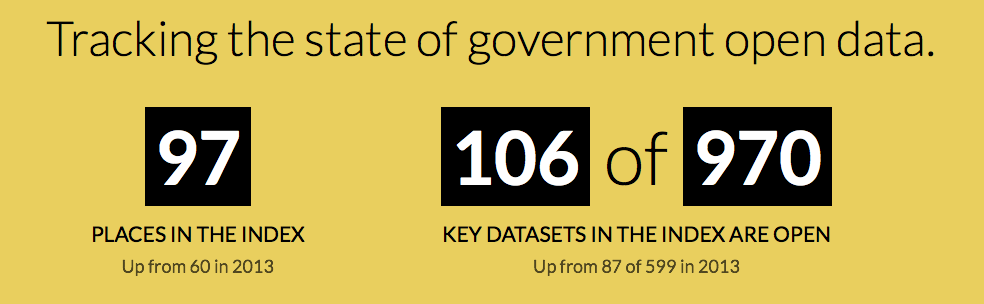 Tracking the state of government open data.
97
106 of 970
PLACES IN THE INDEX
KEY DATASETS IN THE INDEX ARE OPEN
Up from 60 in 2013
Up from 87 of 599 in 2013